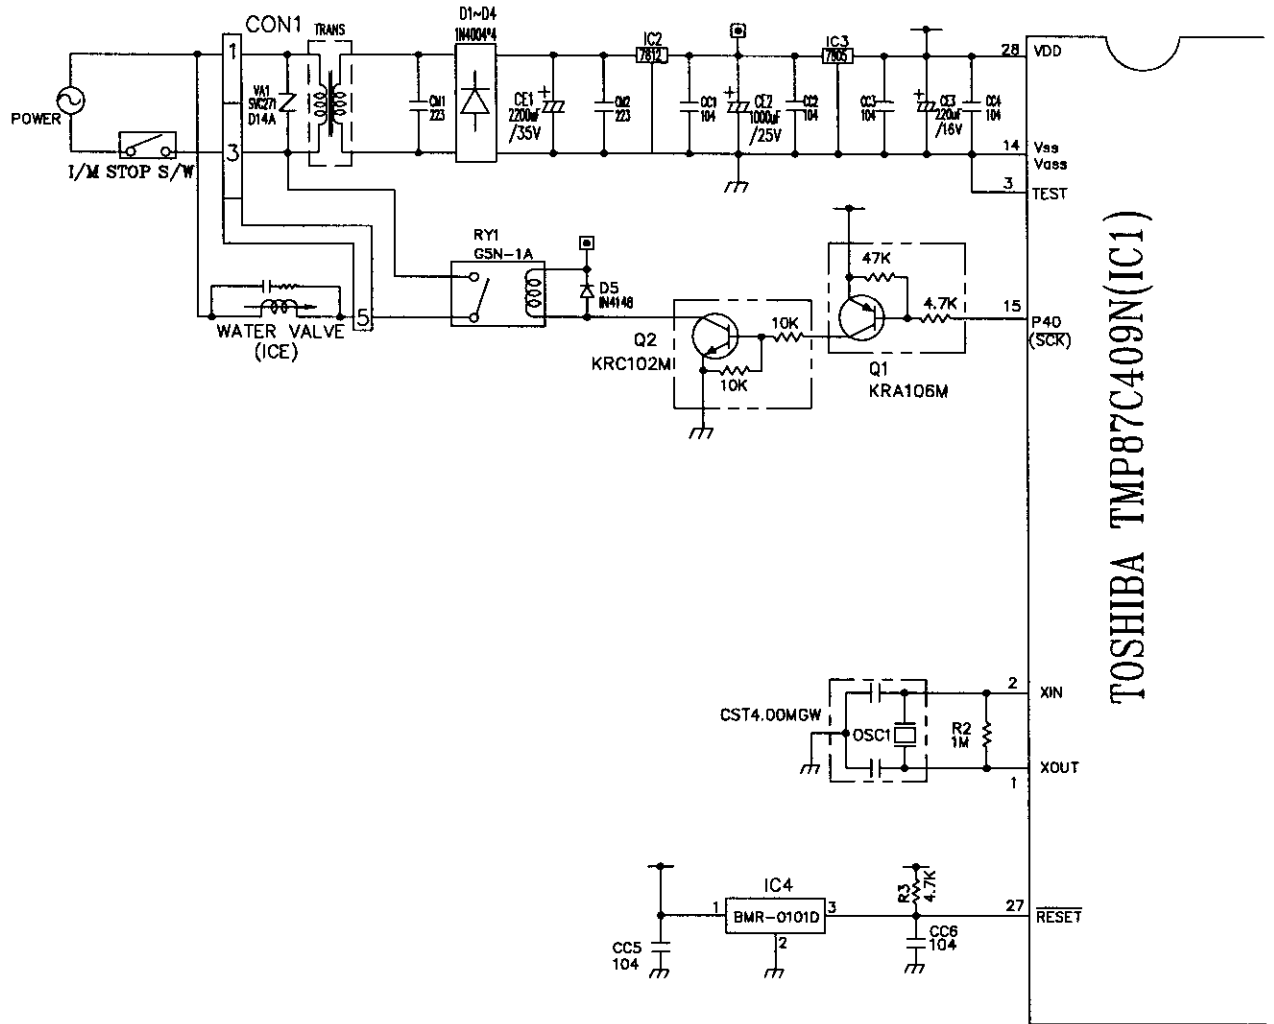 CON1
TRANS
D1~D4
1N4004*4
1
3
POWER
I/M STOP S/W
VA1
SVC271
D14A
CM1
223
CE1
2200uF
/35V
+
CM2
223
IC2
7812
CC1
104
+
CE2
1000uF
/25V
CC2
104
IC3
7805
CC3
104
+
CE3
220uF
/16V
CC4
104
28
VDD
14
Vss
Vass
3
TEST
RY1
G5N-1A
D5
IN4148
WATER VALVE
(ICE)
5
Q2
KRC102M
10K
10K
47K
4.7K
Q1
KRA106M
15
P40
(SCK)
TOSHIBA TMP87C409N(IC1)
CST4.00MGW
OSC1
R2
1M
2
XIN
XOUT
1
IC4
1
BMR-0101D
3
2
CC5
104
R3
4.7K
CC6
104
27
RESET